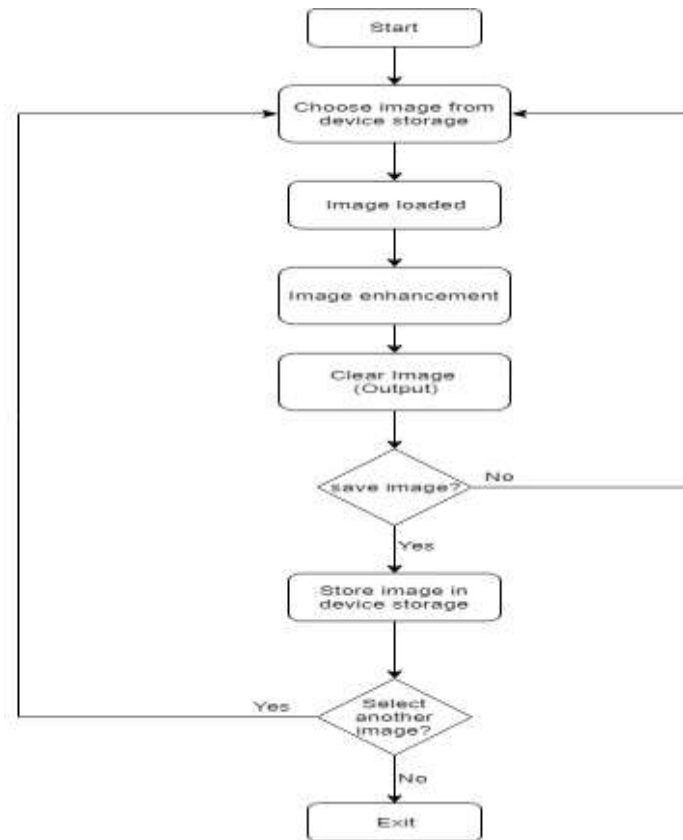 Start
Choose image from
device storage
Image loaded
Image enhancement
Clear Image
(Output)
save image?
No
Yes
Store image in
device storage
Yes
Select
another
image?
No
Exit